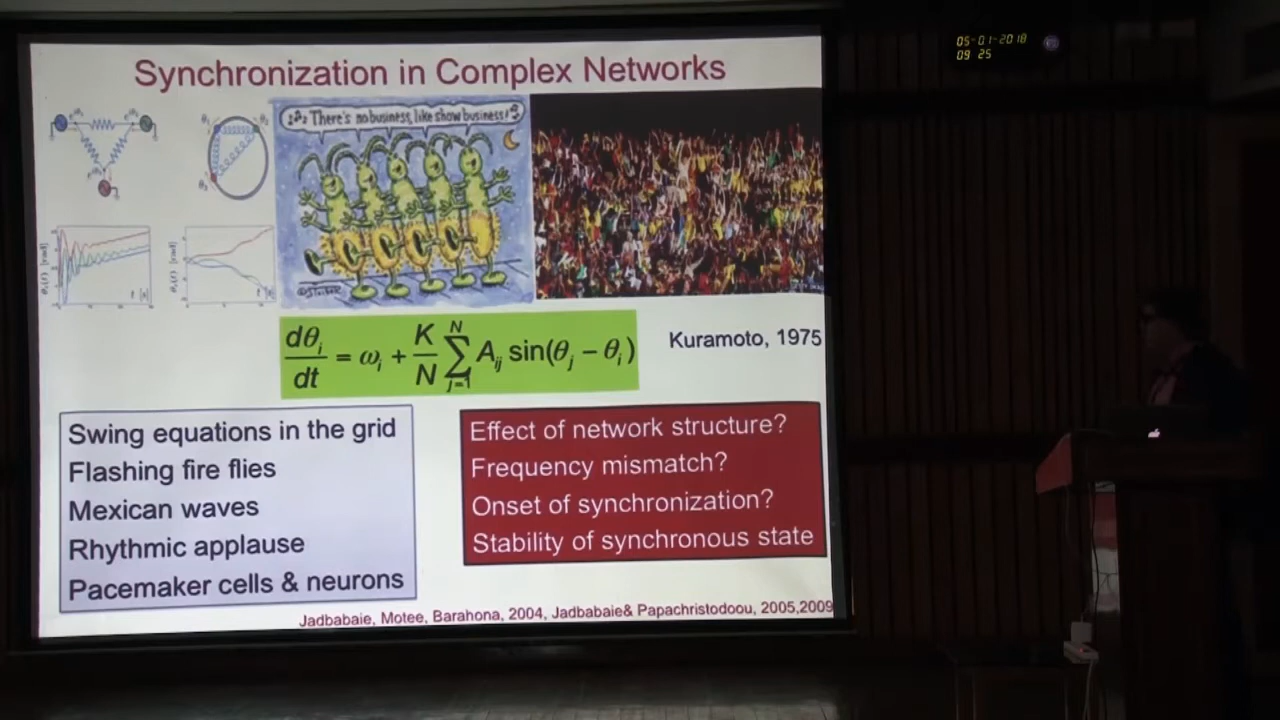 05-01-2018
09 25
Synchronization in Complex Networks
There's no business, like show business!
dθi/dt = ωi + K/N ∑ j=1 N Aij sin(θj − θi)
Kuramoto, 1975
Swing equations in the grid
Flashing fire flies
Mexican waves
Rhythmic applause
Pacemaker cells & neurons
Effect of network structure?
Frequency mismatch?
Onset of synchronization?
Stability of synchronous state
Jadbabaie, Motee, Barahona, 2004, Jadbabaie& Papachristodoou, 2005,2009